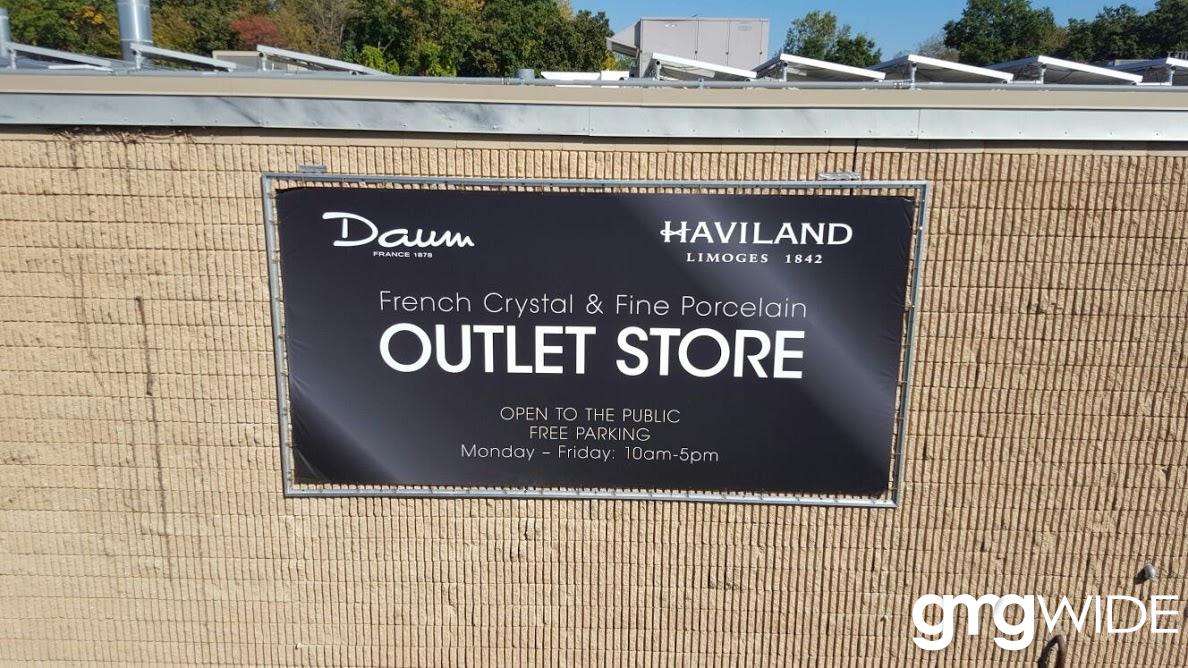 Daum
FRANCE 1878
HAVILAND
LIMOGES 1842
French Crystal & Fine Porcelain
OUTLET STORE
OPEN TO THE PUBLIC
FREE PARKING
Monday – Friday: 10am-5pm
gmgWIDE